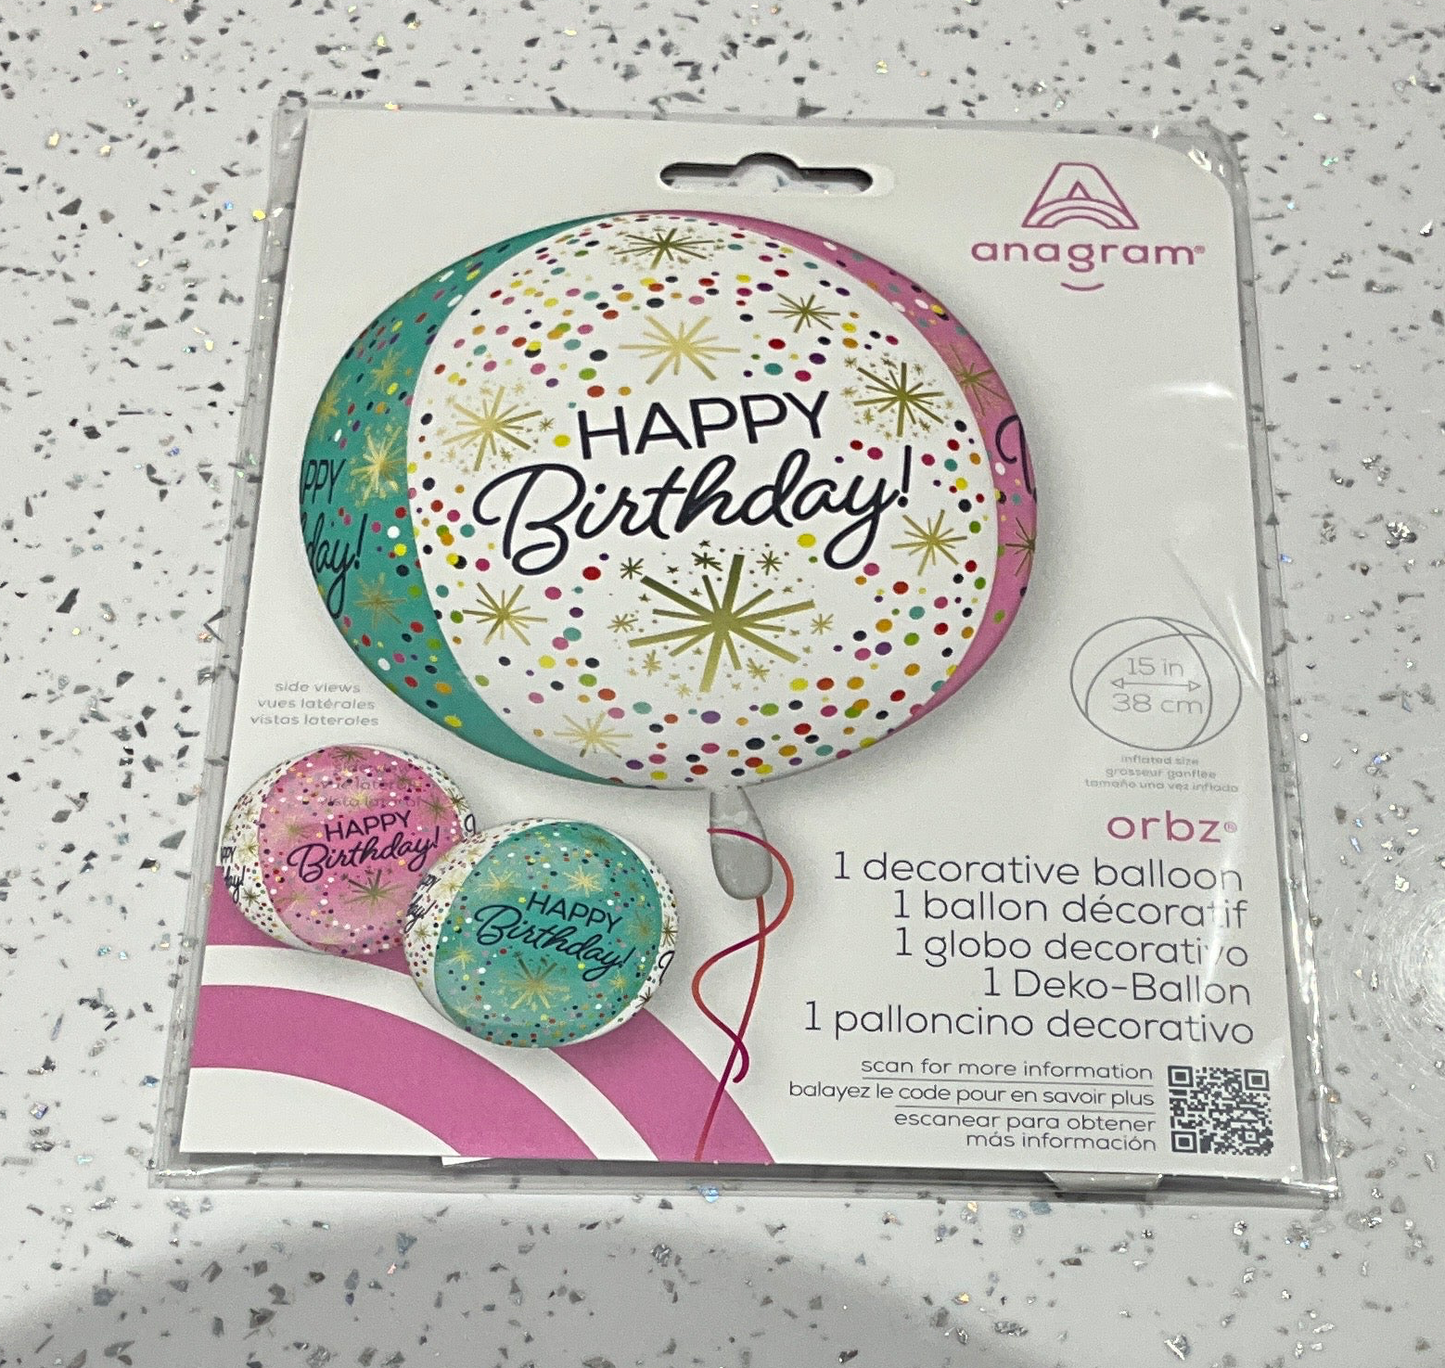 anagram®
HAPPY
Birthday!
PPY
day!
side views
vues latérales
vistas laterales
15 in
38 cm
inflated size
grosseur gonflée
tamaño una vez inflado
HAPPY
Birthday!
HAPPY
Birthday!
orbz®
1 decorative balloon
1 ballon décoratif
1 globo decorativo
1 Deko-Ballon
1 palloncino decorativo
scan for more information
balayez le code pour en savoir plus
escanear para obtener
más información